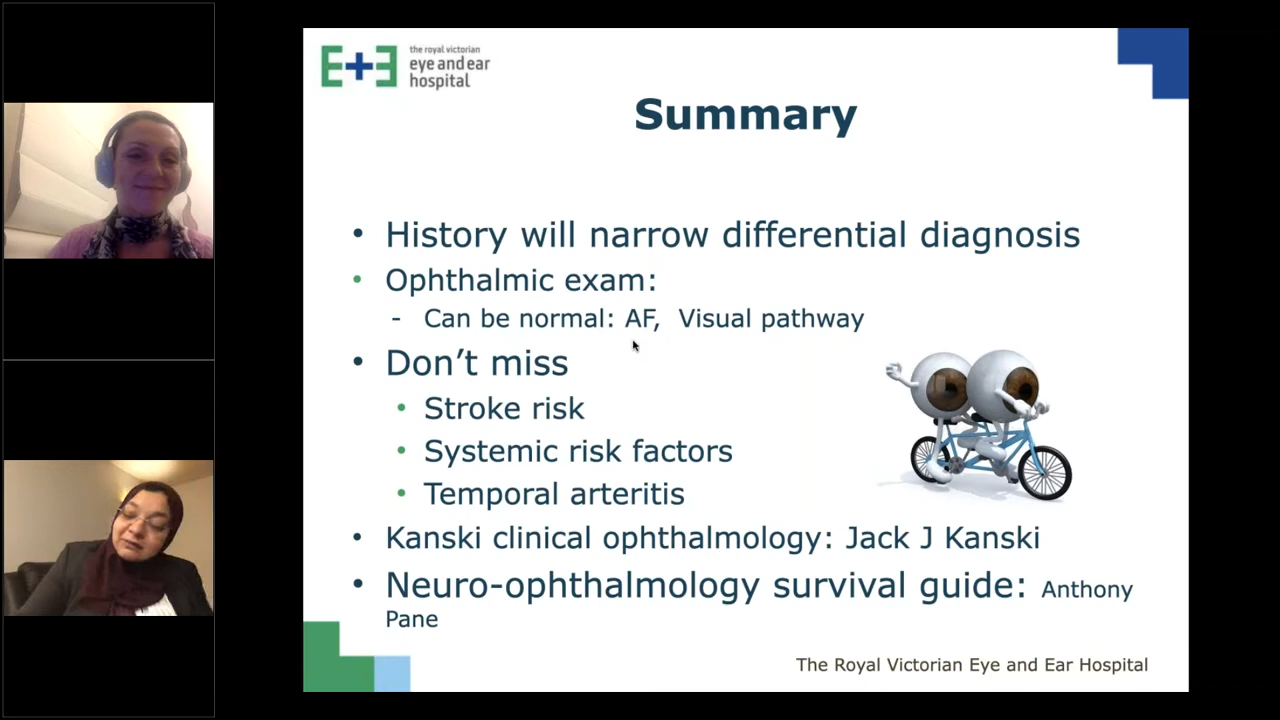 E+E
the royal victorian
eye and ear
hospital
Summary
• History will narrow differential diagnosis
• Ophthalmic exam:
- Can be normal: AF, Visual pathway
• Don’t miss
• Stroke risk
• Systemic risk factors
• Temporal arteritis
• Kanski clinical ophthalmology: Jack J Kanski
• Neuro-ophthalmology survival guide: Anthony
Pane
The Royal Victorian Eye and Ear Hospital